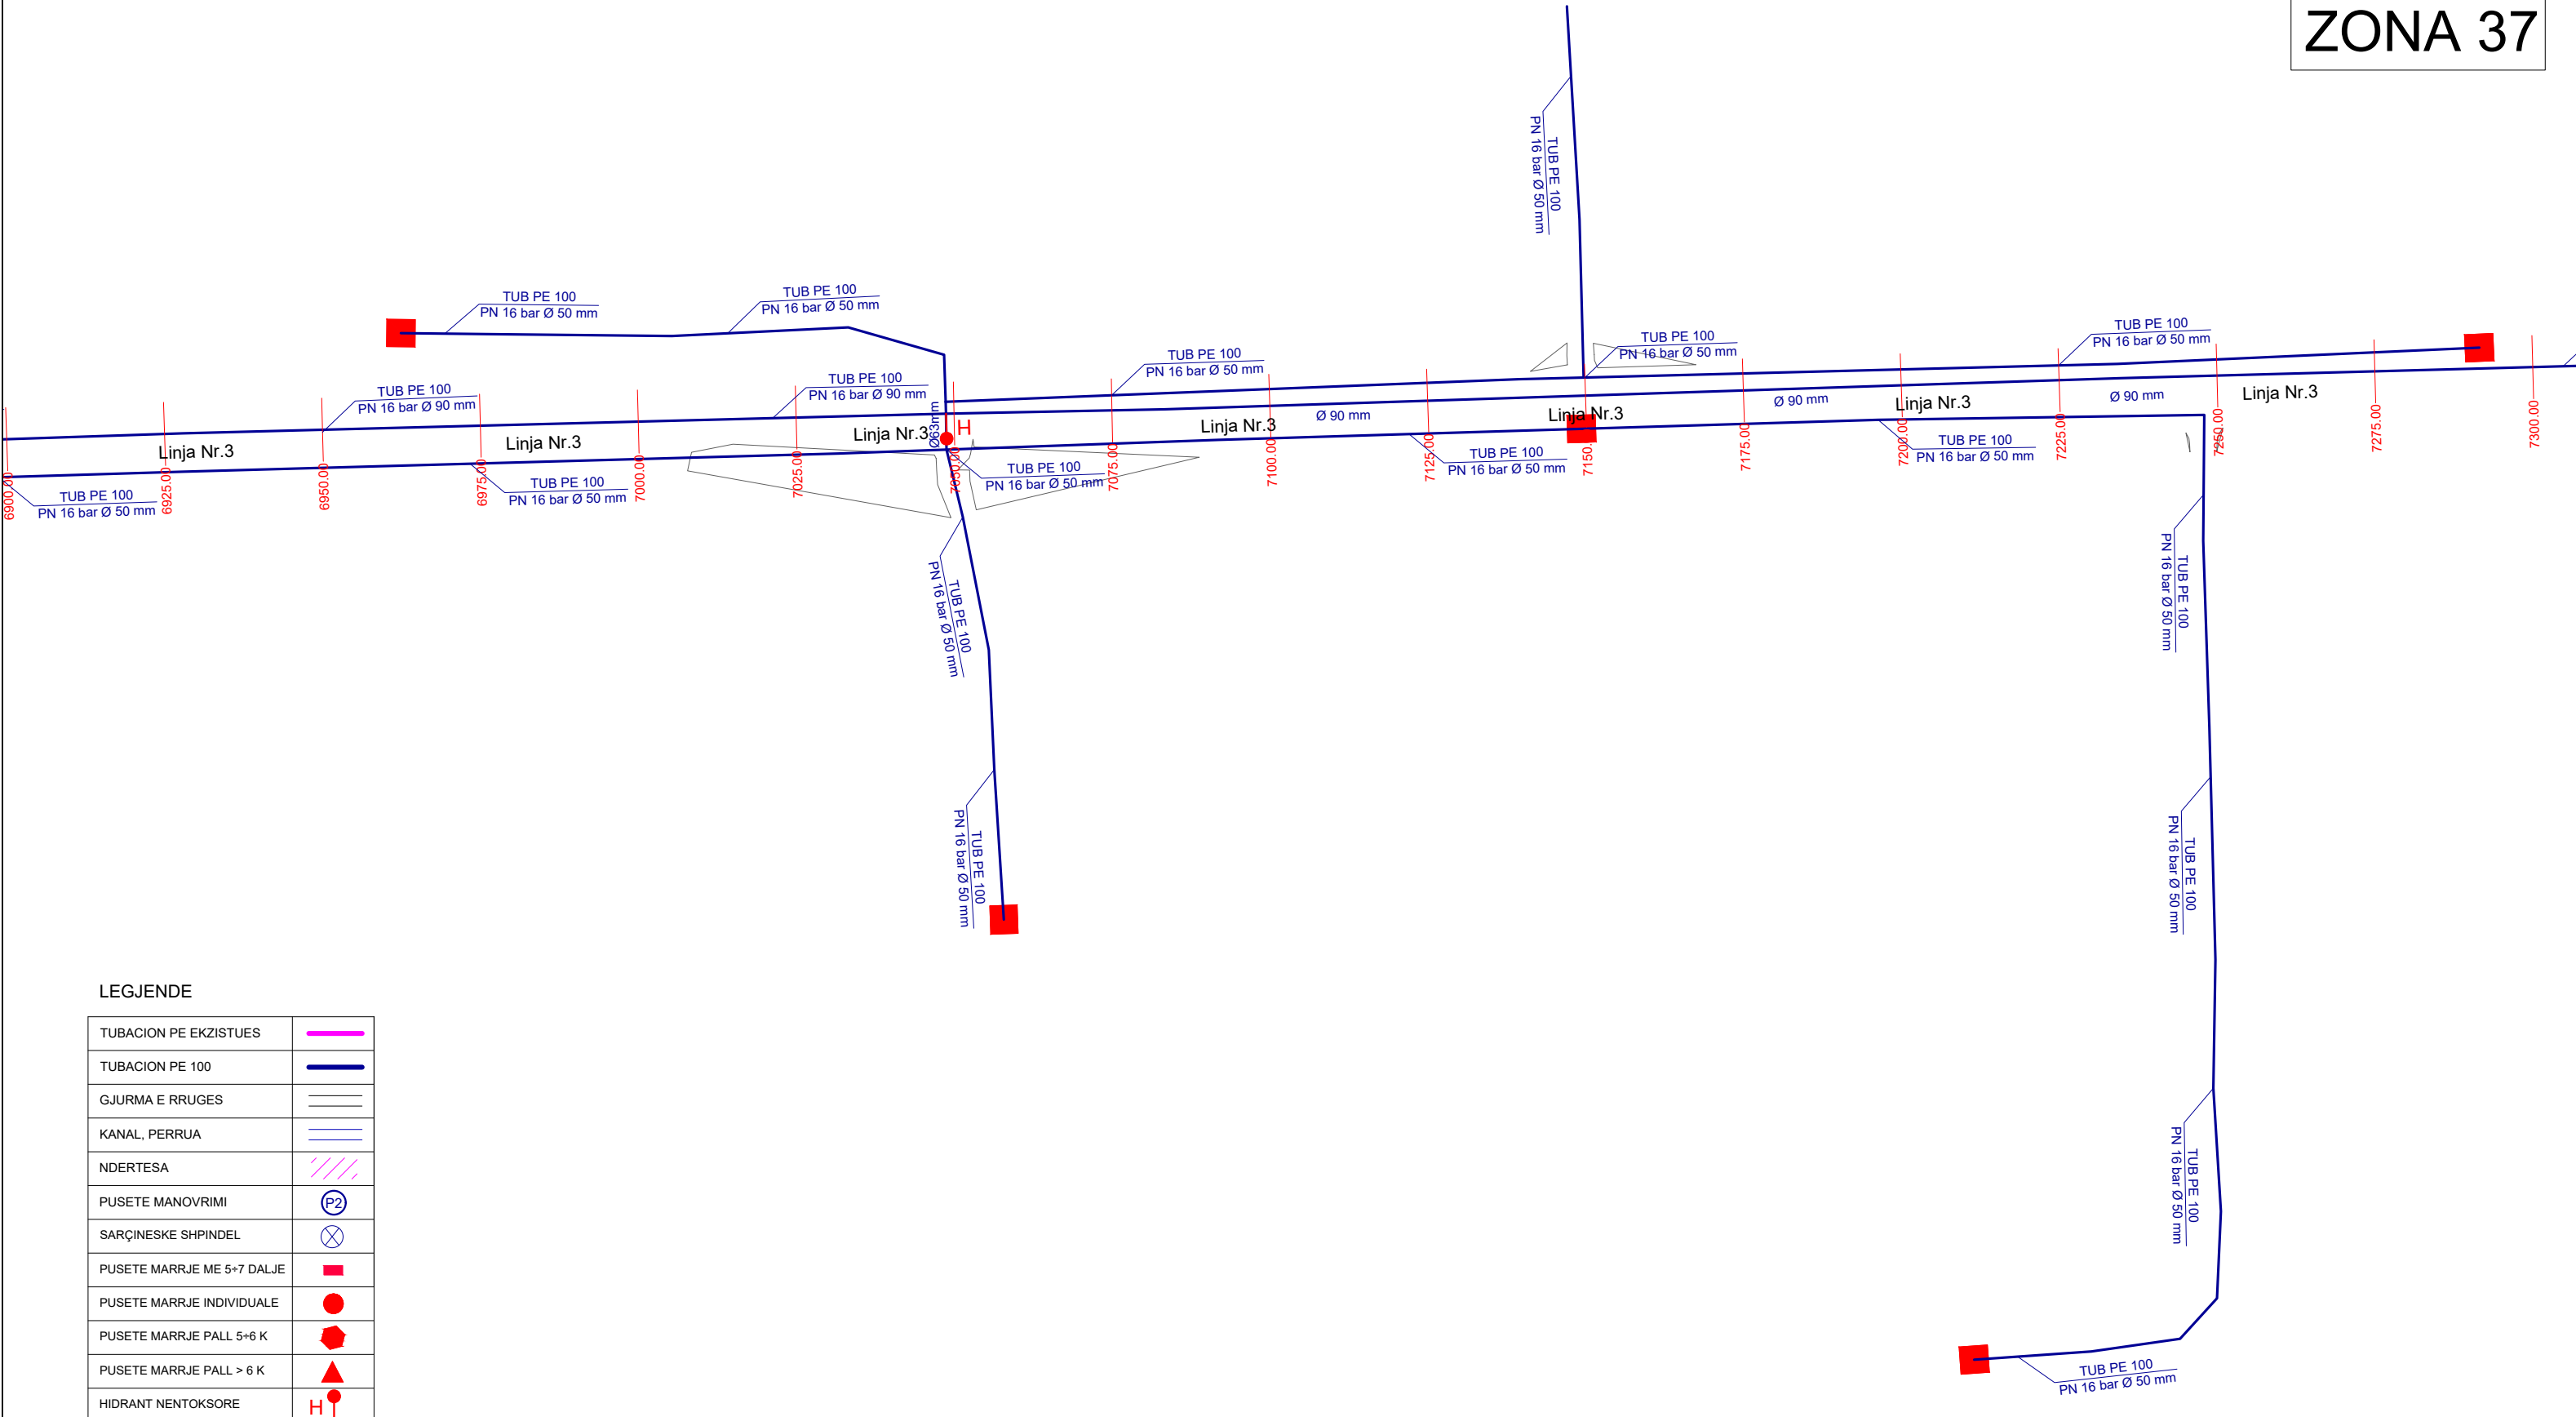 ZONA 37
TUB PE 100
PN 16 bar Ø 50 mm
TUB PE 100
PN 16 bar Ø 50 mm
TUB PE 100
PN 16 bar Ø 50 mm
TUB PE 100
PN 16 bar Ø 50 mm
TUB PE 100
PN 16 bar Ø 50 mm
TUB PE 100
PN 16 bar Ø 50 mm
TUB PE 100
PN 16 bar Ø 90 mm
TUB PE 100
PN 16 bar Ø 90 mm
Ø63mm
H
Ø 90 mm
Ø 90 mm
Ø 90 mm
Linja Nr.3
Linja Nr.3
Linja Nr.3
Linja Nr.3
Linja Nr.3
Linja Nr.3
Linja Nr.3
6900.00
6925.00
6950.00
6975.00
7000.00
7025.00
7050.00
7075.00
7100.00
7125.00
7150.
7175.00
7200.00
7225.00
7250.00
7275.00
7300.00
TUB PE 100
PN 16 bar Ø 50 mm
TUB PE 100
PN 16 bar Ø 50 mm
TUB PE 100
PN 16 bar Ø 50 mm
TUB PE 100
PN 16 bar Ø 50 mm
TUB PE 100
PN 16 bar Ø 50 mm
TUB PE 100
PN 16 bar Ø 50 mm
TUB PE 100
PN 16 bar Ø 50 mm
TUB PE 100
PN 16 bar Ø 50 mm
TUB PE 100
PN 16 bar Ø 50 mm
TUB PE 100
PN 16 bar Ø 50 mm
TUB PE 100
PN 16 bar Ø 50 mm
LEGJENDE
TUBACION PE EKZISTUES
TUBACION PE 100
GJURMA E RRUGES
KANAL, PERRUA
NDERTESA
PUSETE MANOVRIMI
P2
SARÇINESKE SHPINDEL
PUSETE MARRJE ME 5÷7 DALJE
PUSETE MARRJE INDIVIDUALE
PUSETE MARRJE PALL 5÷6 K
PUSETE MARRJE PALL > 6 K
HIDRANT NENTOKSORE
H